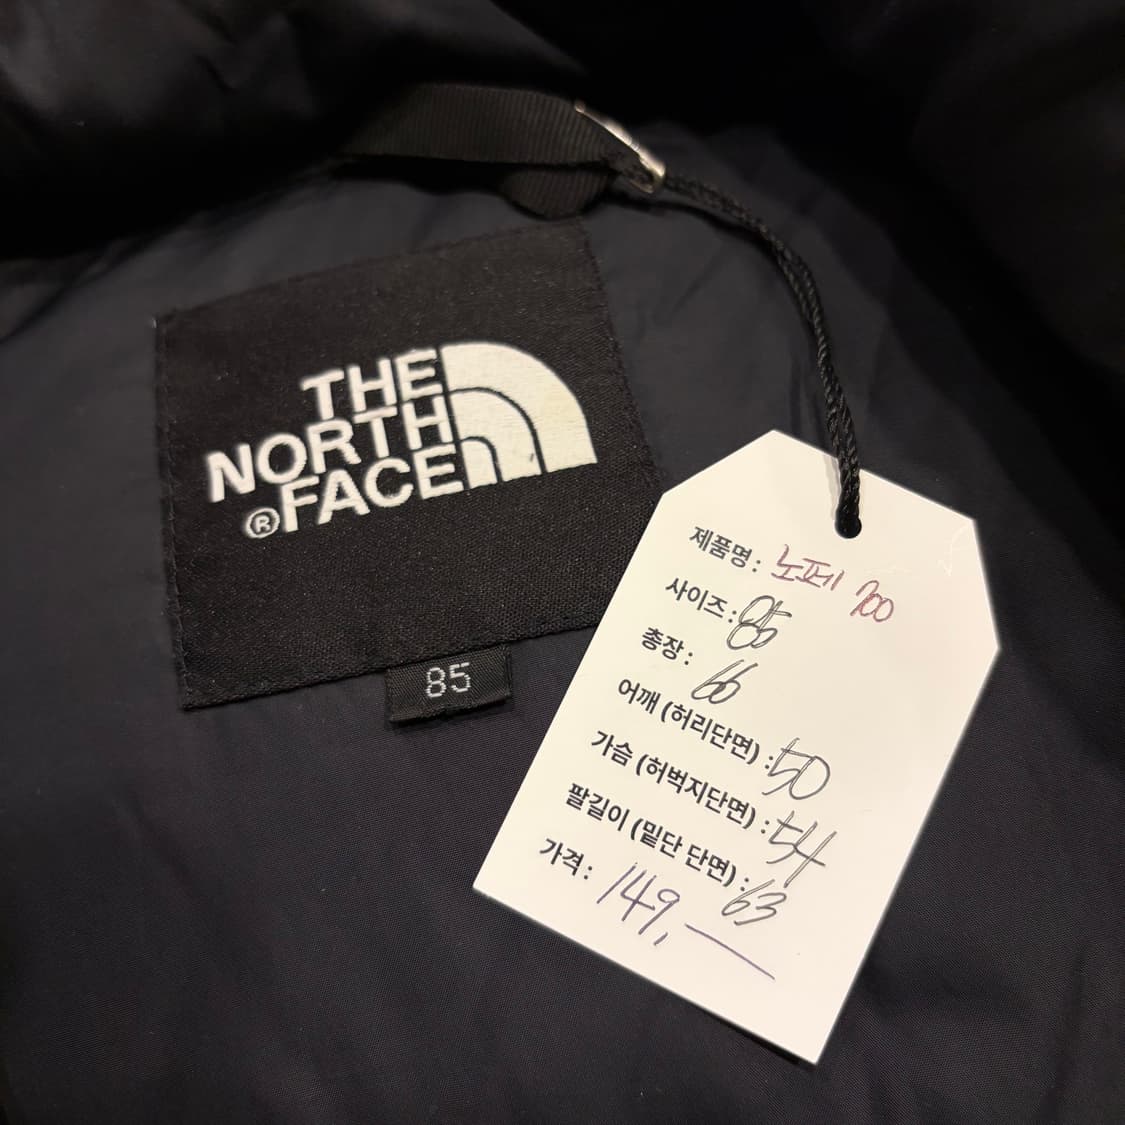 THE
NORTH
®FACE
85
제품명: 노페 700
사이즈: 85
총장: 66
어깨 (허리단면) : 50
가슴 (허벅지단면) : 54
팔길이 (밑단 단면) : 63
가격: 149,—